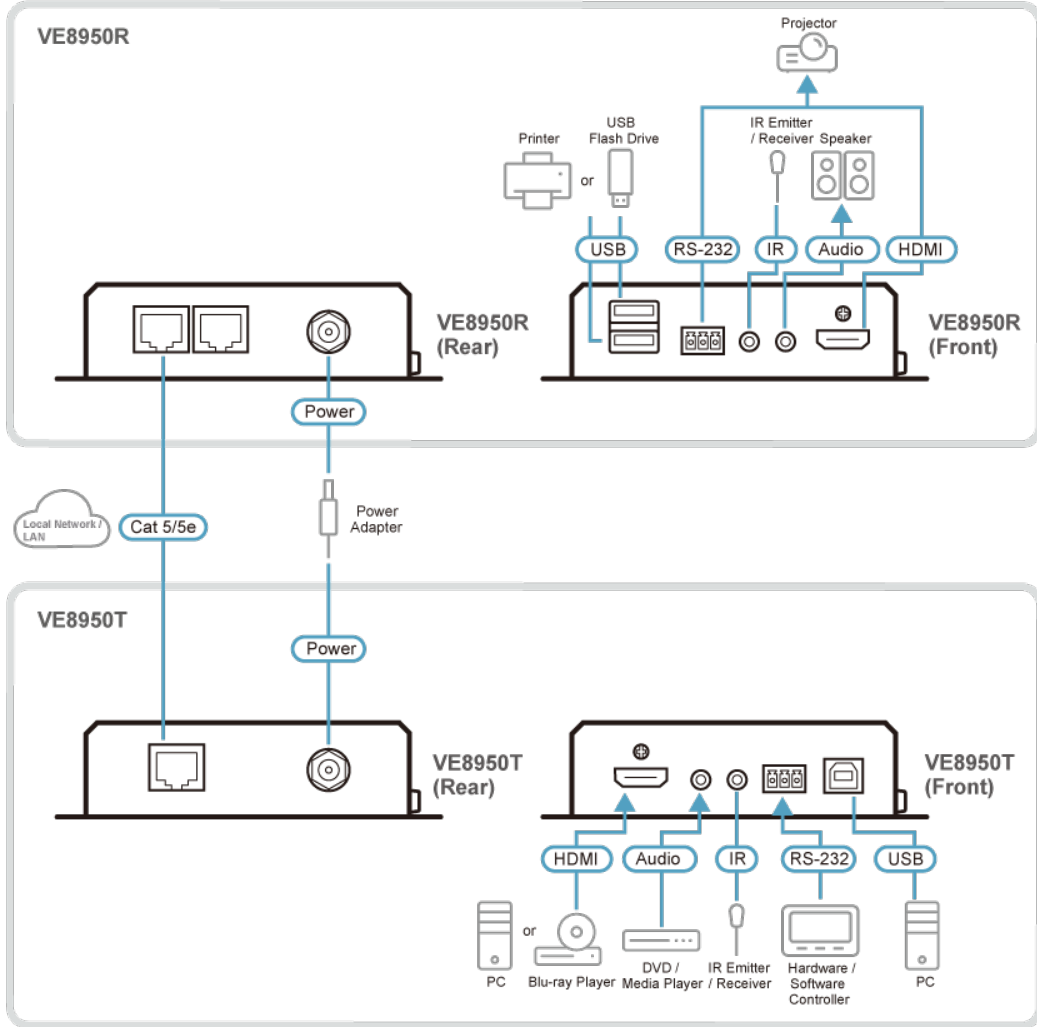 VE8950R
Projector
USB
Flash Drive
Printer
or
IR Emitter
/ Receiver
Speaker
USB
RS-232
IR
Audio
HDMI
VE8950R
(Rear)
VE8950R
(Front)
Power
Local Network /
LAN
Cat 5/5e
Power
Adapter
VE8950T
Power
VE8950T
(Rear)
VE8950T
(Front)
HDMI
Audio
IR
RS-232
USB
or
PC
Blu-ray Player
DVD /
Media Player
IR Emitter
/ Receiver
Hardware /
Software
Controller
PC